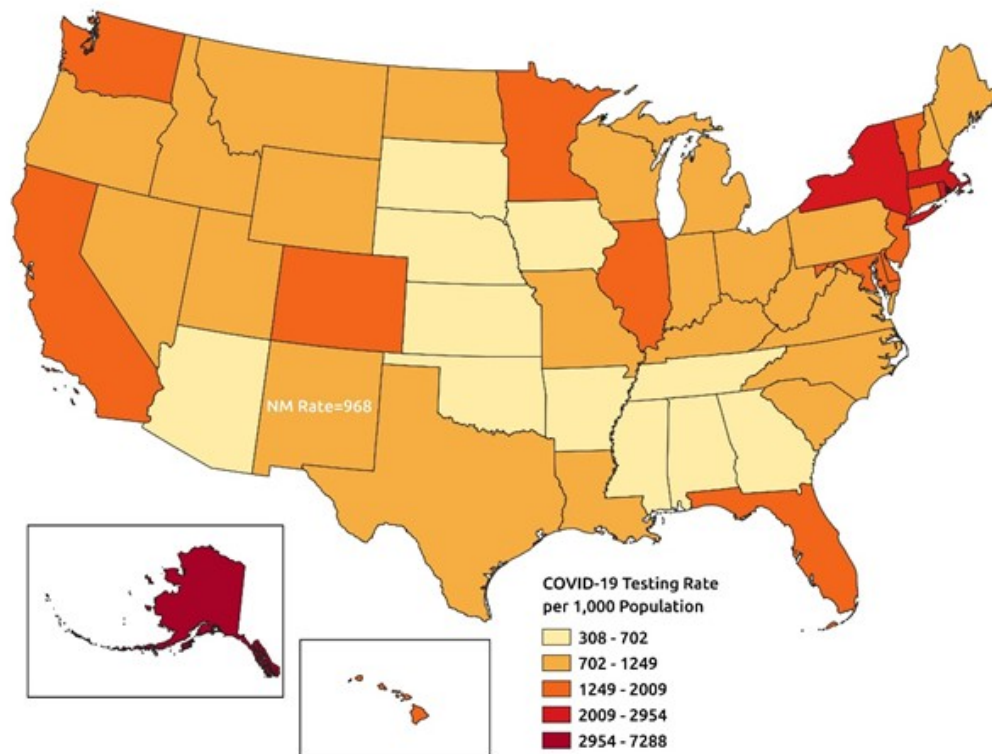 NM Rate=968
COVID-19 Testing Rate
per 1,000 Population
308 - 702
702 - 1249
1249 - 2009
2009 - 2954
2954 - 7288